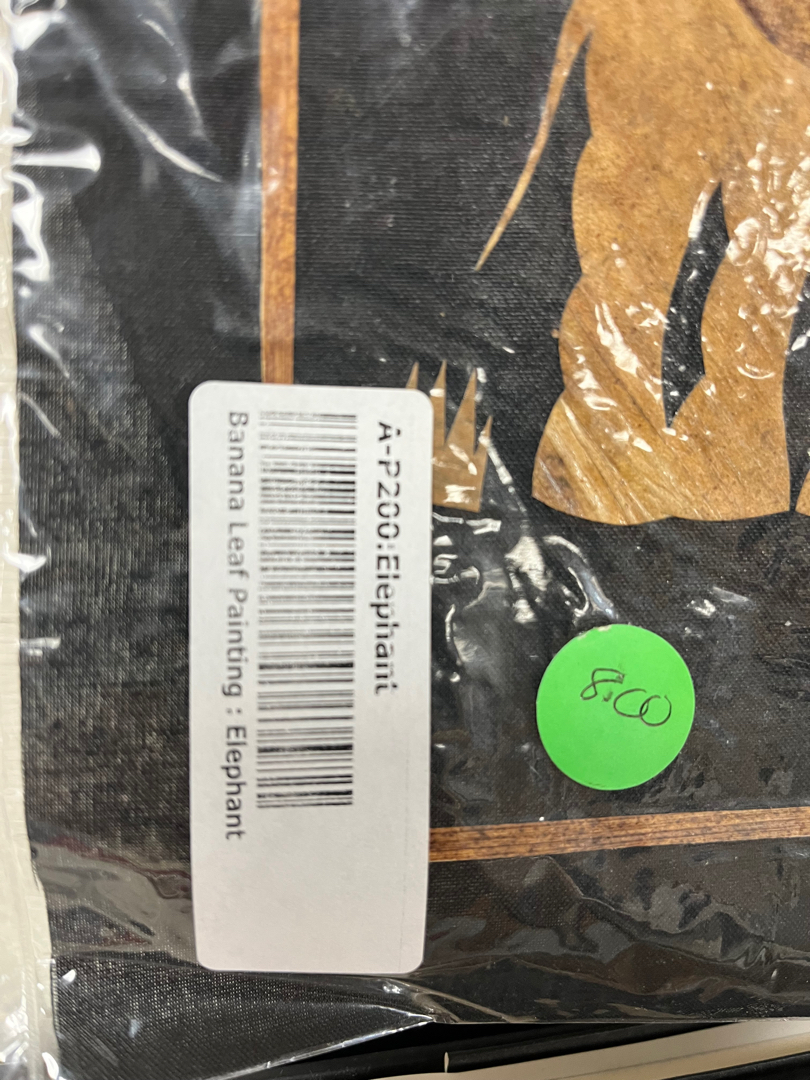 A-P200:Elephant
Banana Leaf Painting : Elephant
8.00